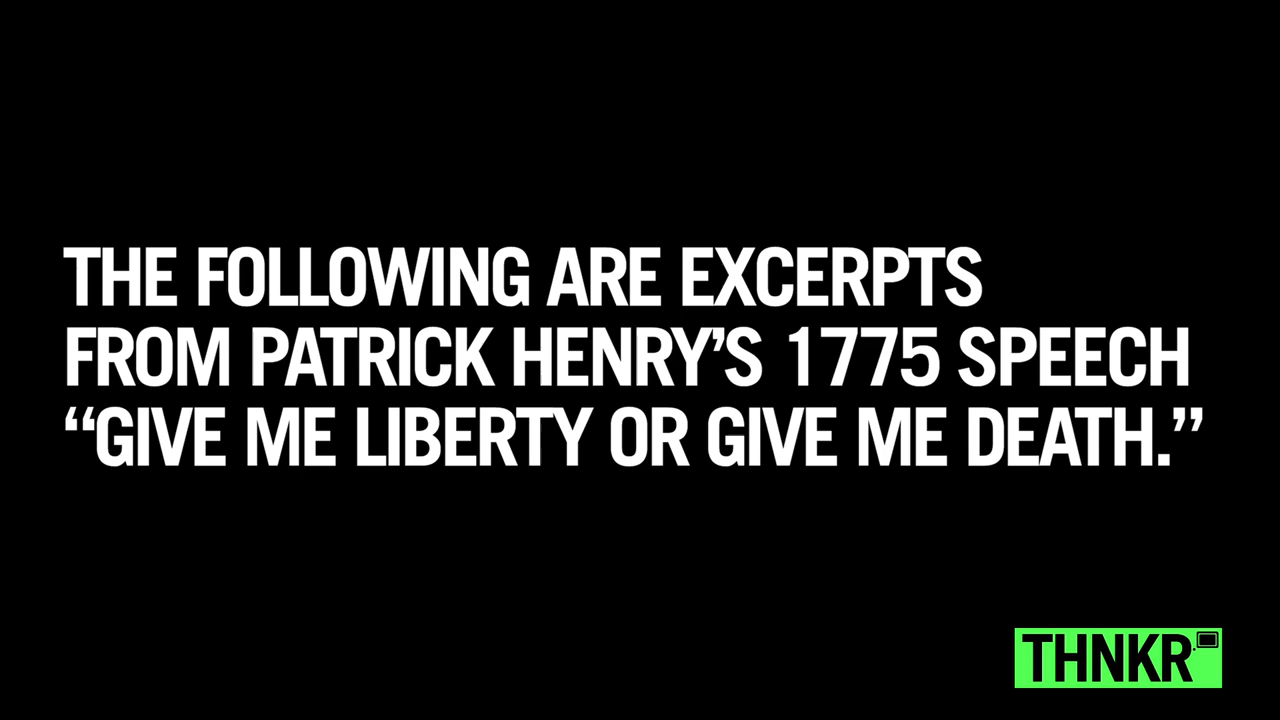 THE FOLLOWING ARE EXCERPTS
FROM PATRICK HENRY’S 1775 SPEECH
“GIVE ME LIBERTY OR GIVE ME DEATH.”
THNKR